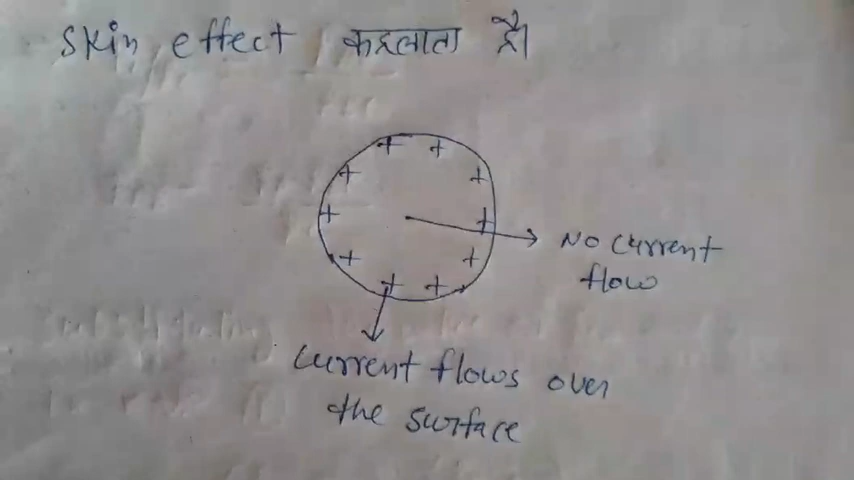 skin effect कहलाता है।
No current
flow
current flows over
the surface